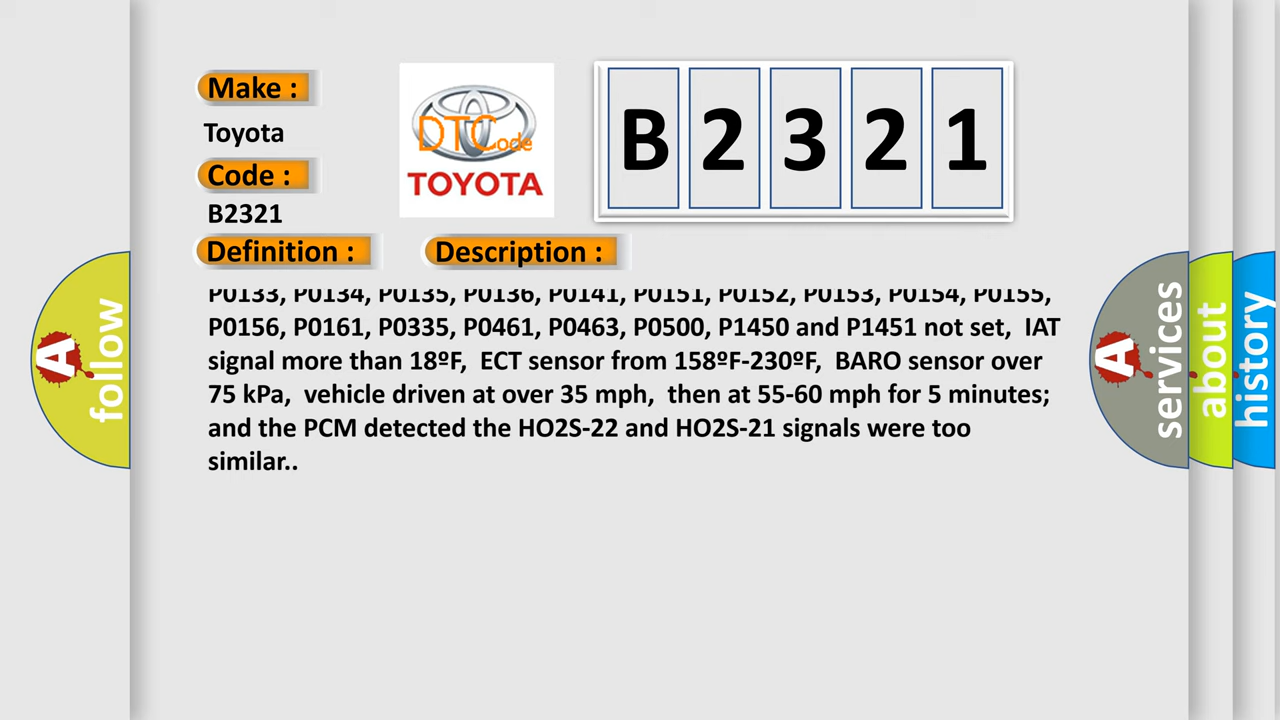 Make :
Toyota
Code :
B2321
Definition :
Description :
DTCode
TOYOTA
B 2 3 2 1
P0133, P0134, P0135, P0136, P0141, P0151, P0152, P0153, P0154, P0155,
P0156, P0161, P0335, P0461, P0463, P0500, P1450 and P1451 not set, IAT
signal more than 18ºF, ECT sensor from 158ºF-230ºF, BARO sensor over
75 kPa, vehicle driven at over 35 mph, then at 55-60 mph for 5 minutes;
and the PCM detected the HO2S-22 and HO2S-21 signals were too
similar..
A follow
A services
about
history